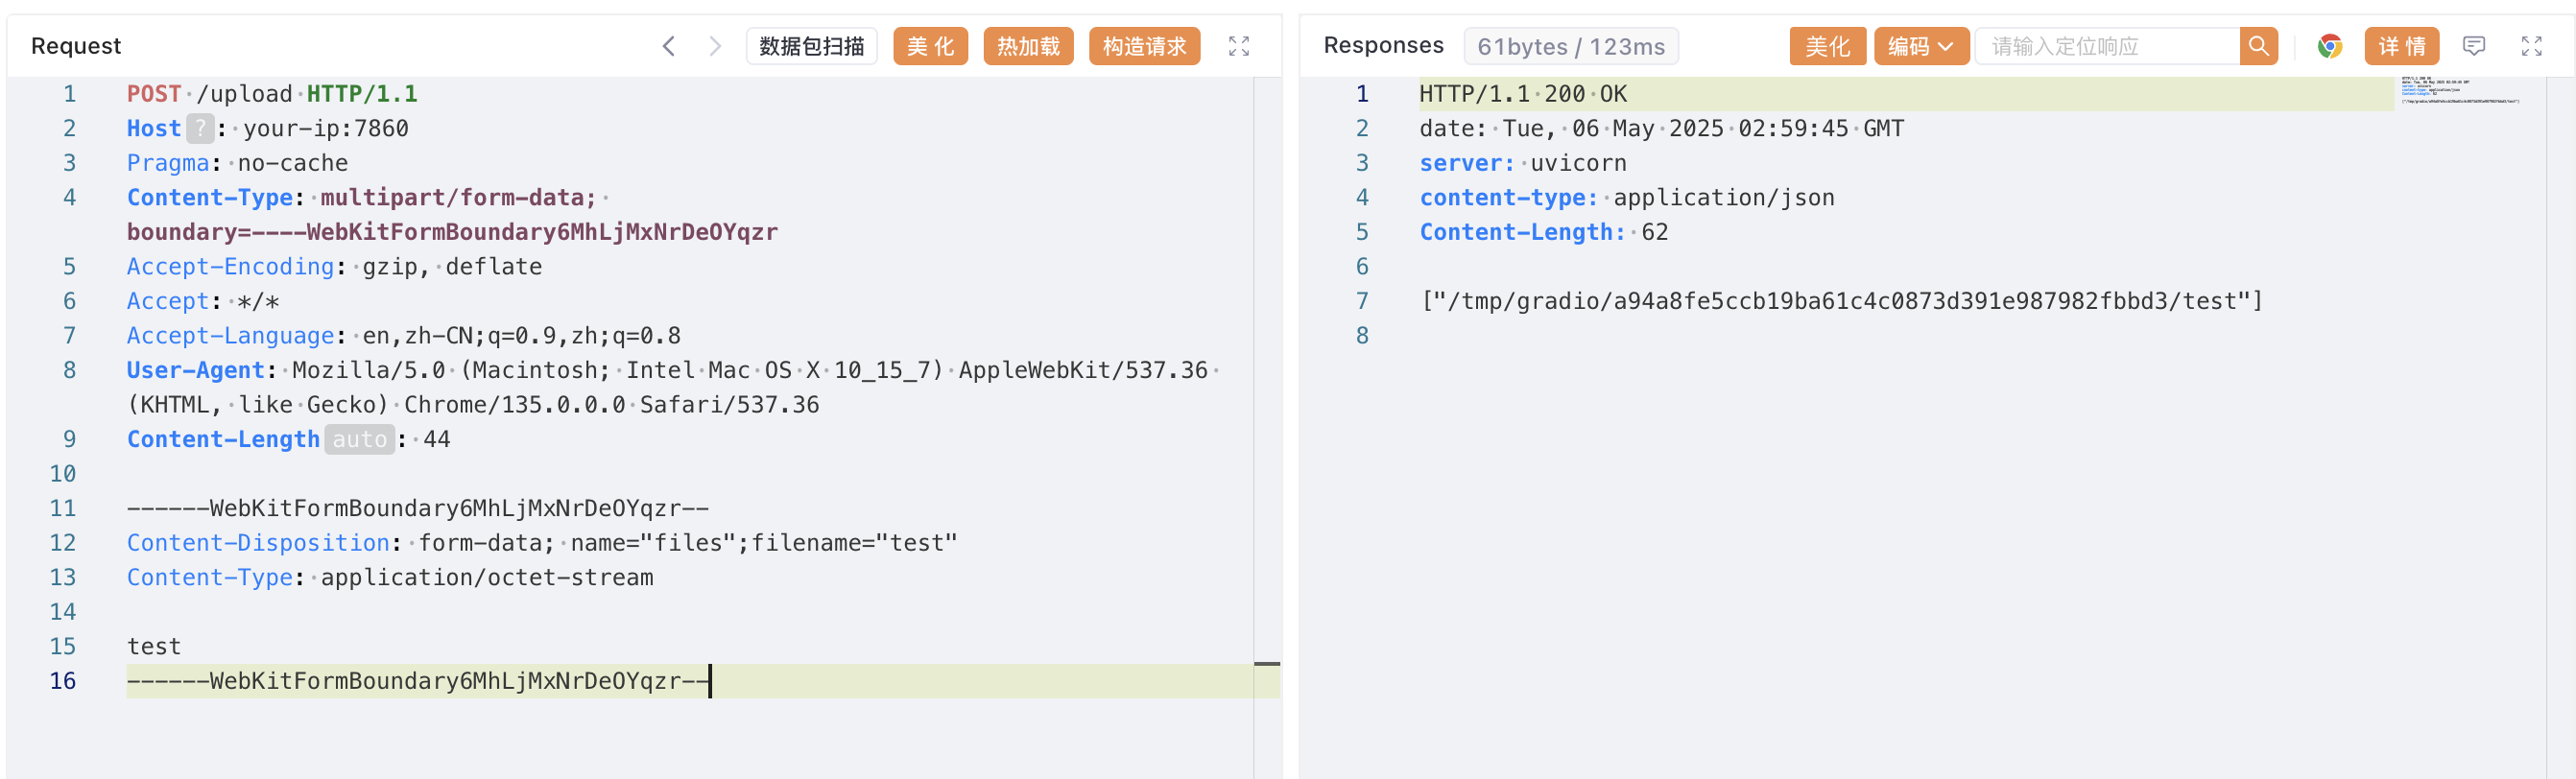 Request
数据包扫描 美 化 热加载 构造请求
1 POST /upload HTTP/1.1
2 Host ? : your-ip:7860
3 Pragma: no-cache
4 Content-Type: multipart/form-data;
boundary=----WebKitFormBoundary6MhLjMxNrDeOYqzr
5 Accept-Encoding: gzip, deflate
6 Accept: */*
7 Accept-Language: en,zh-CN;q=0.9,zh;q=0.8
8 User-Agent: Mozilla/5.0 (Macintosh; Intel Mac OS X 10_15_7) AppleWebKit/537.36
(KHTML, like Gecko) Chrome/135.0.0.0 Safari/537.36
9 Content-Length auto : 44
10
11 ------WebKitFormBoundary6MhLjMxNrDeOYqzr--
12 Content-Disposition: form-data; name="files";filename="test"
13 Content-Type: application/octet-stream
14
15 test
16 ------WebKitFormBoundary6MhLjMxNrDeOYqzr--
Responses 61bytes / 123ms
美化 编码 请输入定位响应 详 情
1 HTTP/1.1 200 OK
2 date: Tue, 06 May 2025 02:59:45 GMT
3 server: uvicorn
4 content-type: application/json
5 Content-Length: 62
6
7 ["/tmp/gradio/a94a8fe5ccb19ba61c4c0873d391e987982fbbd3/test"]
8